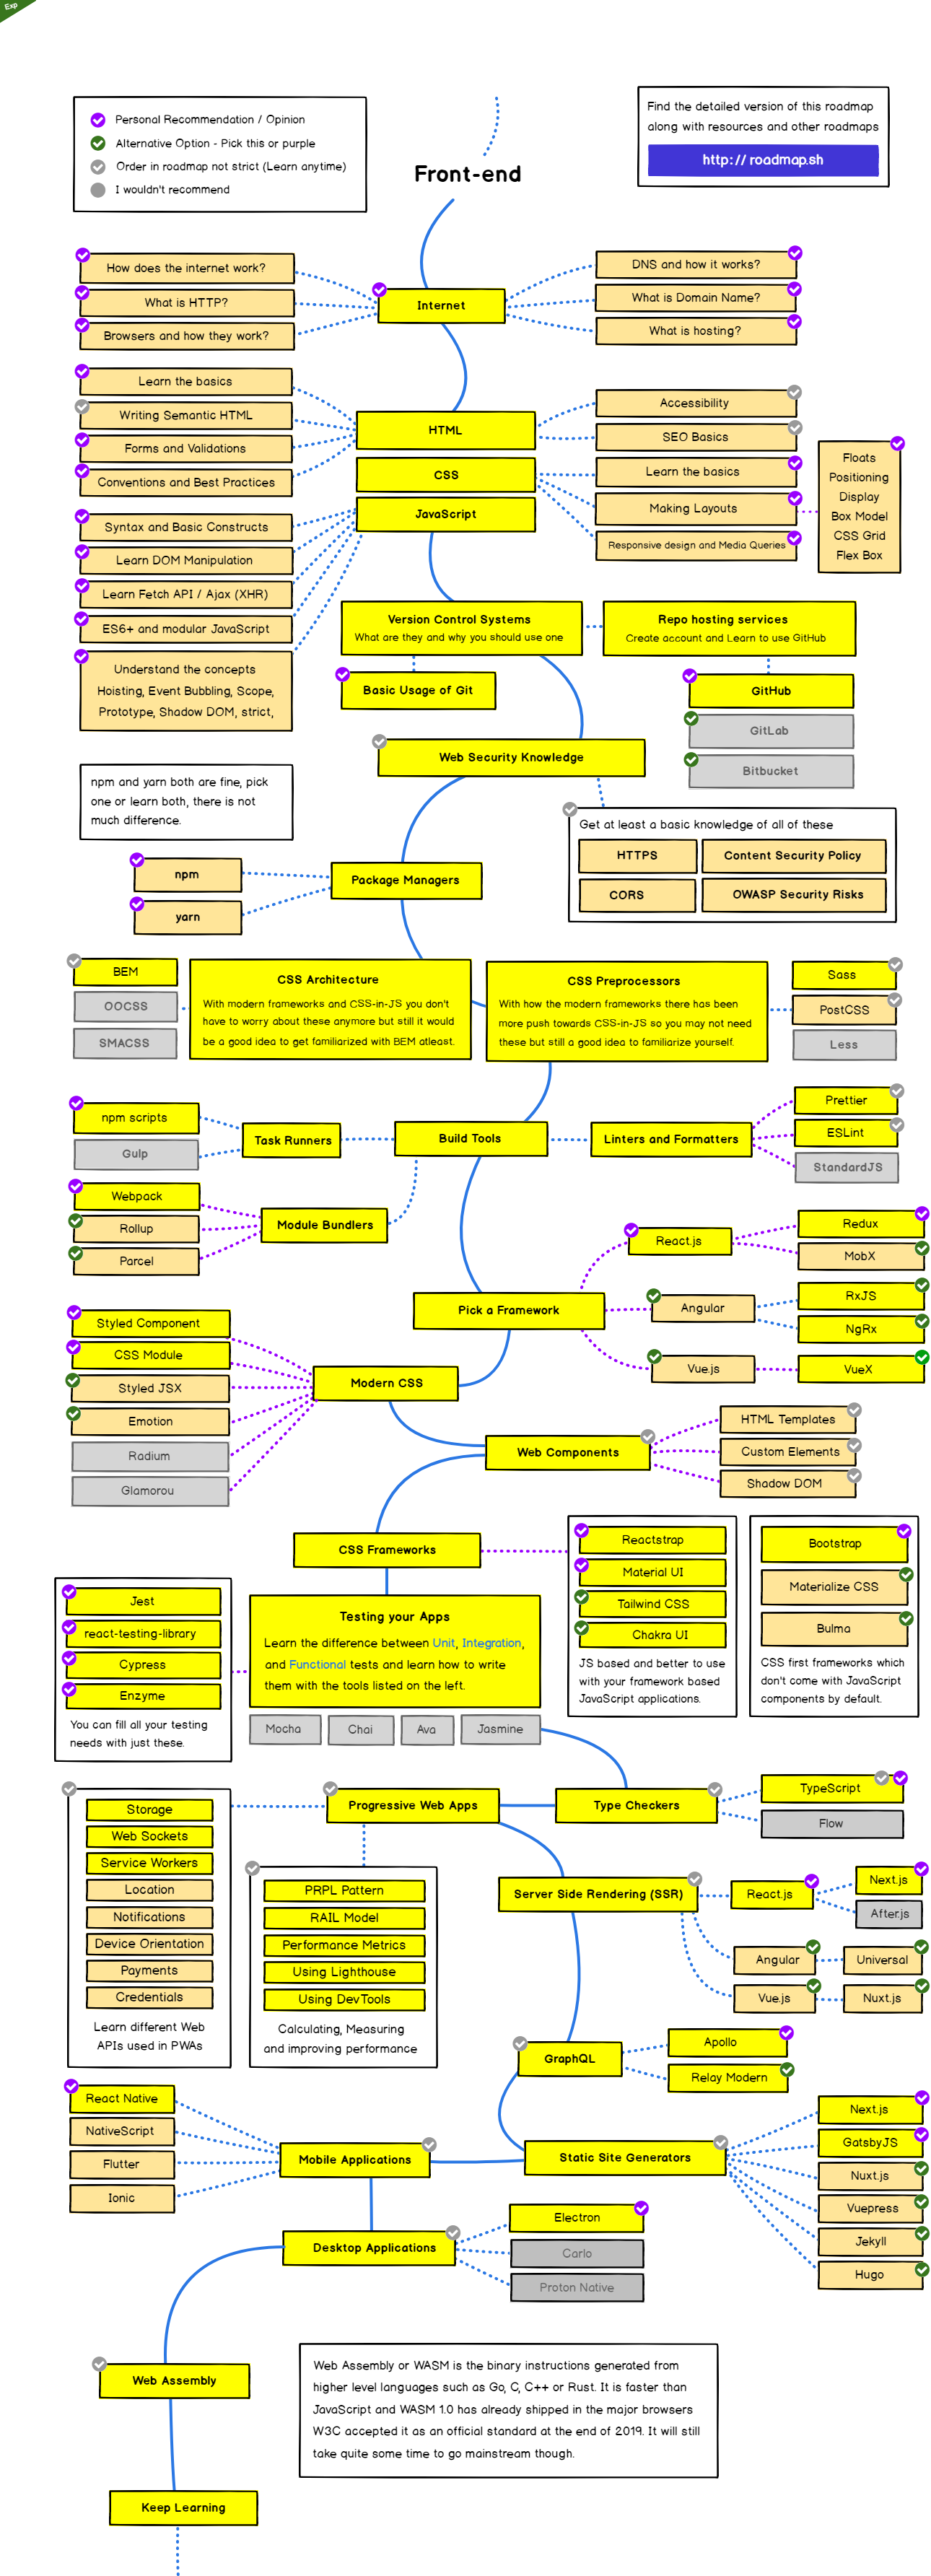 Exp
Personal Recommendation / Opinion
Alternative Option - Pick this or purple
Order in roadmap not strict (Learn anytime)
I wouldn't recommend
Front-end
Find the detailed version of this roadmap
along with resources and other roadmaps
http://roadmap.sh
How does the internet work?
What is HTTP?
Browsers and how they work?
Internet
DNS and how it works?
What is Domain Name?
What is hosting?
Learn the basics
Writing Semantic HTML
Forms and Validations
Conventions and Best Practices
HTML
CSS
JavaScript
Accessibility
SEO Basics
Learn the basics
Making Layouts
Responsive design and Media Queries
Floats
Positioning
Display
Box Model
CSS Grid
Flex Box
Syntax and Basic Constructs
Learn DOM Manipulation
Learn Fetch API / Ajax (XHR)
ES6+ and modular JavaScript
Understand the concepts
Hoisting, Event Bubbling, Scope,
Prototype, Shadow DOM, strict,
Version Control Systems
What are they and why you should use one
Repo hosting services
Create account and Learn to use GitHub
Basic Usage of Git
GitHub
GitLab
Bitbucket
Web Security Knowledge
npm and yarn both are fine, pick
one or learn both, there is not
much difference.
Get at least a basic knowledge of all of these
HTTPS
Content Security Policy
CORS
OWASP Security Risks
npm
yarn
Package Managers
BEM
OOCSS
SMACSS
CSS Architecture
With modern frameworks and CSS-in-JS you don't
have to worry about these anymore but still it would
be a good idea to get familiarized with BEM atleast.
CSS Preprocessors
With how the modern frameworks there has been
more push towards CSS-in-JS so you may not need
these but still a good idea to familiarize yourself.
Sass
PostCSS
Less
npm scripts
Gulp
Task Runners
Build Tools
Linters and Formatters
Prettier
ESLint
StandardJS
Webpack
Rollup
Parcel
Module Bundlers
Pick a Framework
React.js
Redux
MobX
Angular
RxJS
NgRx
Vue.js
VueX
Styled Component
CSS Module
Styled JSX
Emotion
Radium
Glamorou
Modern CSS
Web Components
HTML Templates
Custom Elements
Shadow DOM
CSS Frameworks
Reactstrap
Material UI
Tailwind CSS
Chakra UI
JS based and better to use
with your framework based
JavaScript applications.
Bootstrap
Materialize CSS
Bulma
CSS first frameworks which
don't come with JavaScript
components by default.
Jest
react-testing-library
Cypress
Enzyme
You can fill all your testing
needs with just these.
Testing your Apps
Learn the difference between Unit, Integration,
and Functional tests and learn how to write
them with the tools listed on the left.
Mocha
Chai
Ava
Jasmine
Progressive Web Apps
Type Checkers
TypeScript
Flow
Storage
Web Sockets
Service Workers
Location
Notifications
Device Orientation
Payments
Credentials
Learn different Web
APIs used in PWAs
PRPL Pattern
RAIL Model
Performance Metrics
Using Lighthouse
Using DevTools
Calculating, Measuring
and improving performance
Server Side Rendering (SSR)
React.js
Next.js
After.js
Angular
Universal
Vue.js
Nuxt.js
GraphQL
Apollo
Relay Modern
React Native
NativeScript
Flutter
Ionic
Mobile Applications
Static Site Generators
Next.js
GatsbyJS
Nuxt.js
Vuepress
Jekyll
Hugo
Desktop Applications
Electron
Carlo
Proton Native
Web Assembly
Web Assembly or WASM is the binary instructions generated from
higher level languages such as Go, C, C++ or Rust. It is faster than
JavaScript and WASM 1.0 has already shipped in the major browsers
W3C accepted it as an official standard at the end of 2019. It will still
take quite some time to go mainstream though.
Keep Learning